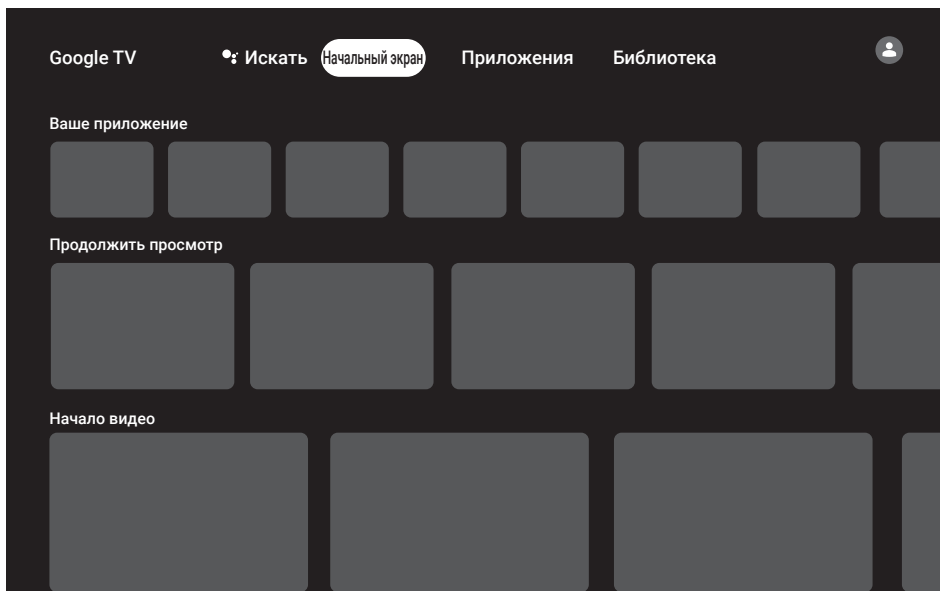 Google TV Искать Начальный экран Приложения Библиотека
Ваше приложение
Продолжить просмотр
Начало видео